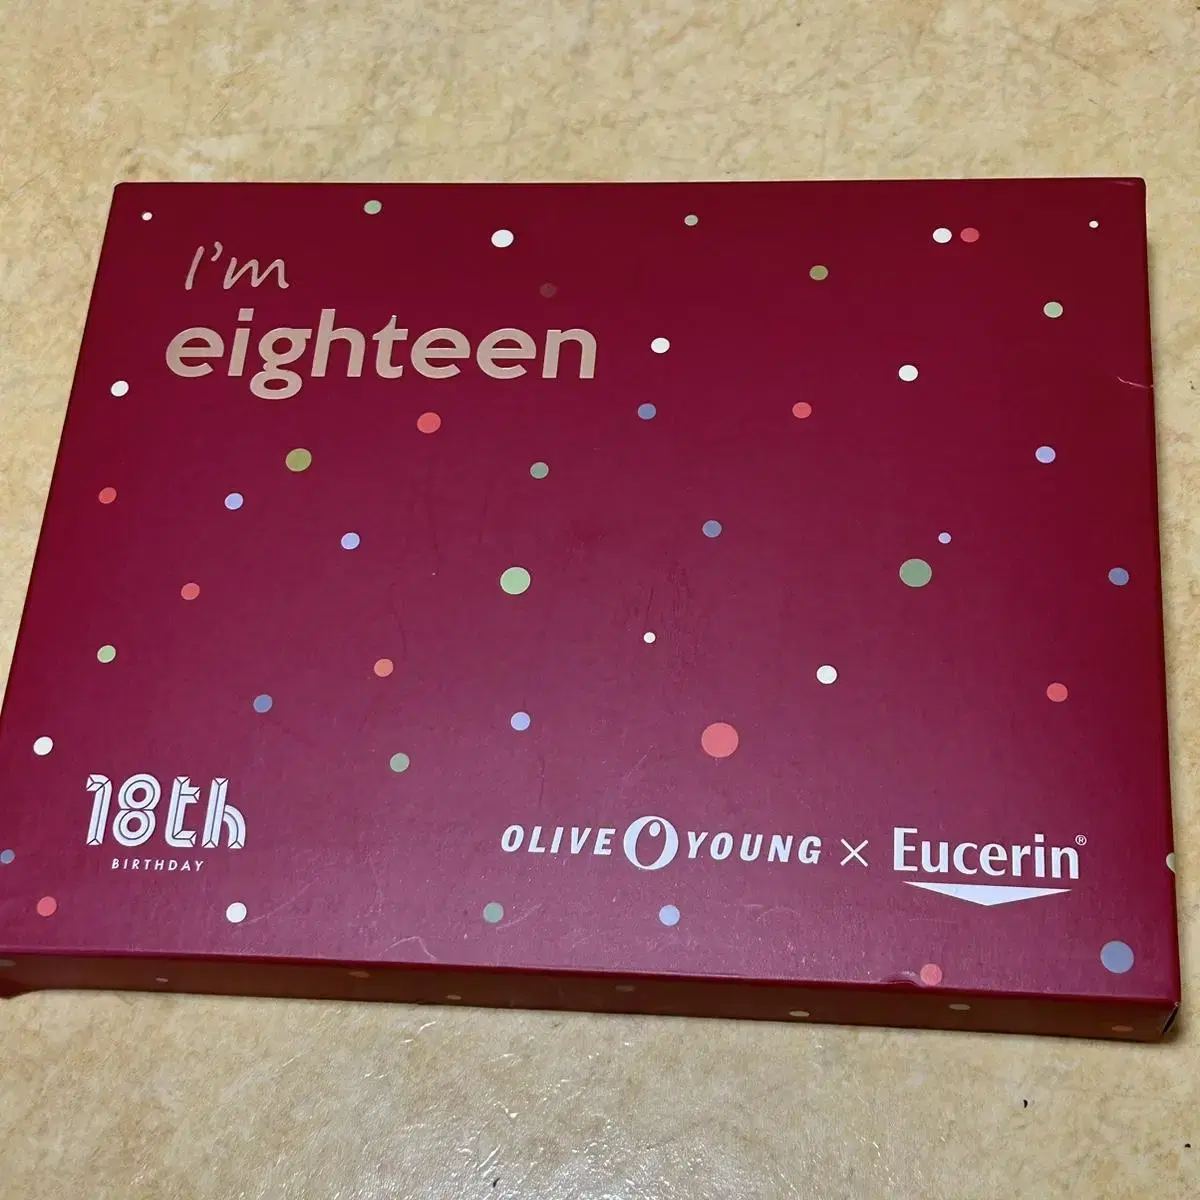 I'm
eighteen
18th
BIRTHDAY
OLIVE O YOUNG × Eucerin®